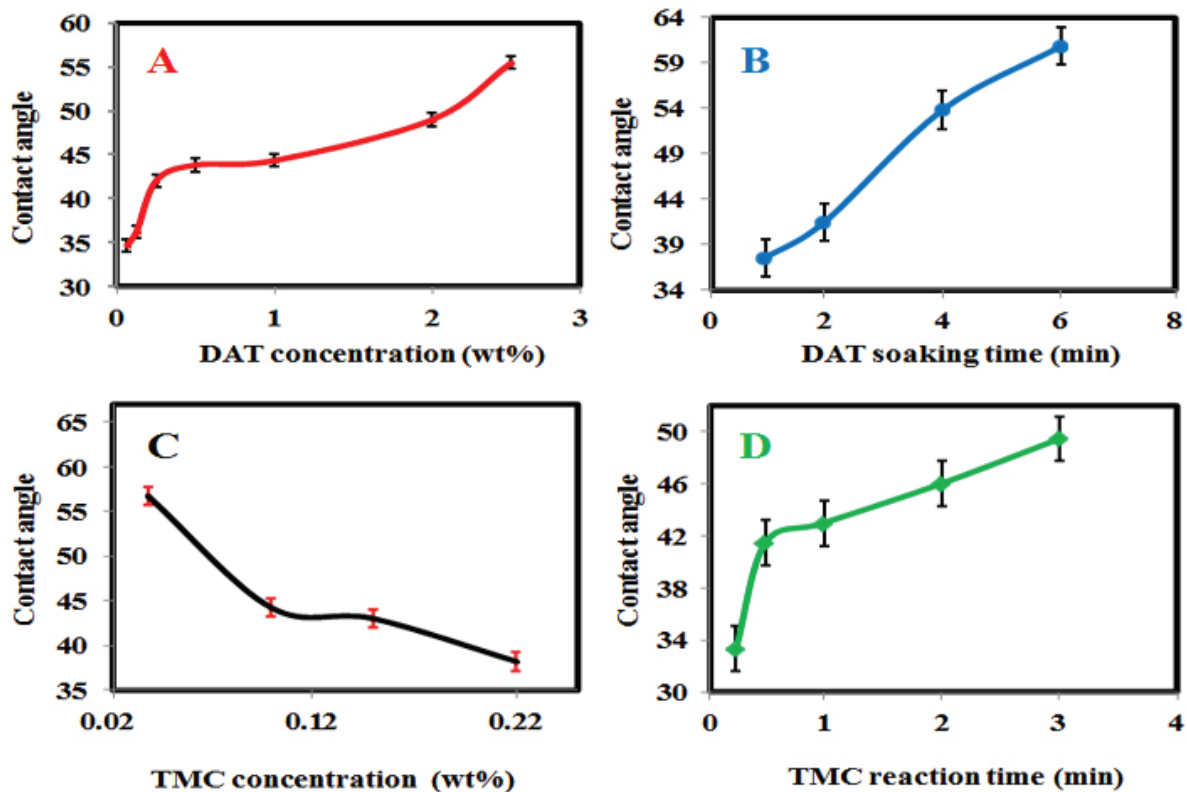 A
Contact angle
60
55
50
45
40
35
30
0 1 2 3
DAT concentration (wt%)
B
Contact angle
64
59
54
49
44
39
34
0 2 4 6 8
DAT soaking time (min)
C
Contact angle
65
60
55
50
45
40
35
0.02 0.12 0.22
TMC concentration (wt%)
D
Contact angle
50
46
42
38
34
30
0 1 2 3 4
TMC reaction time (min)